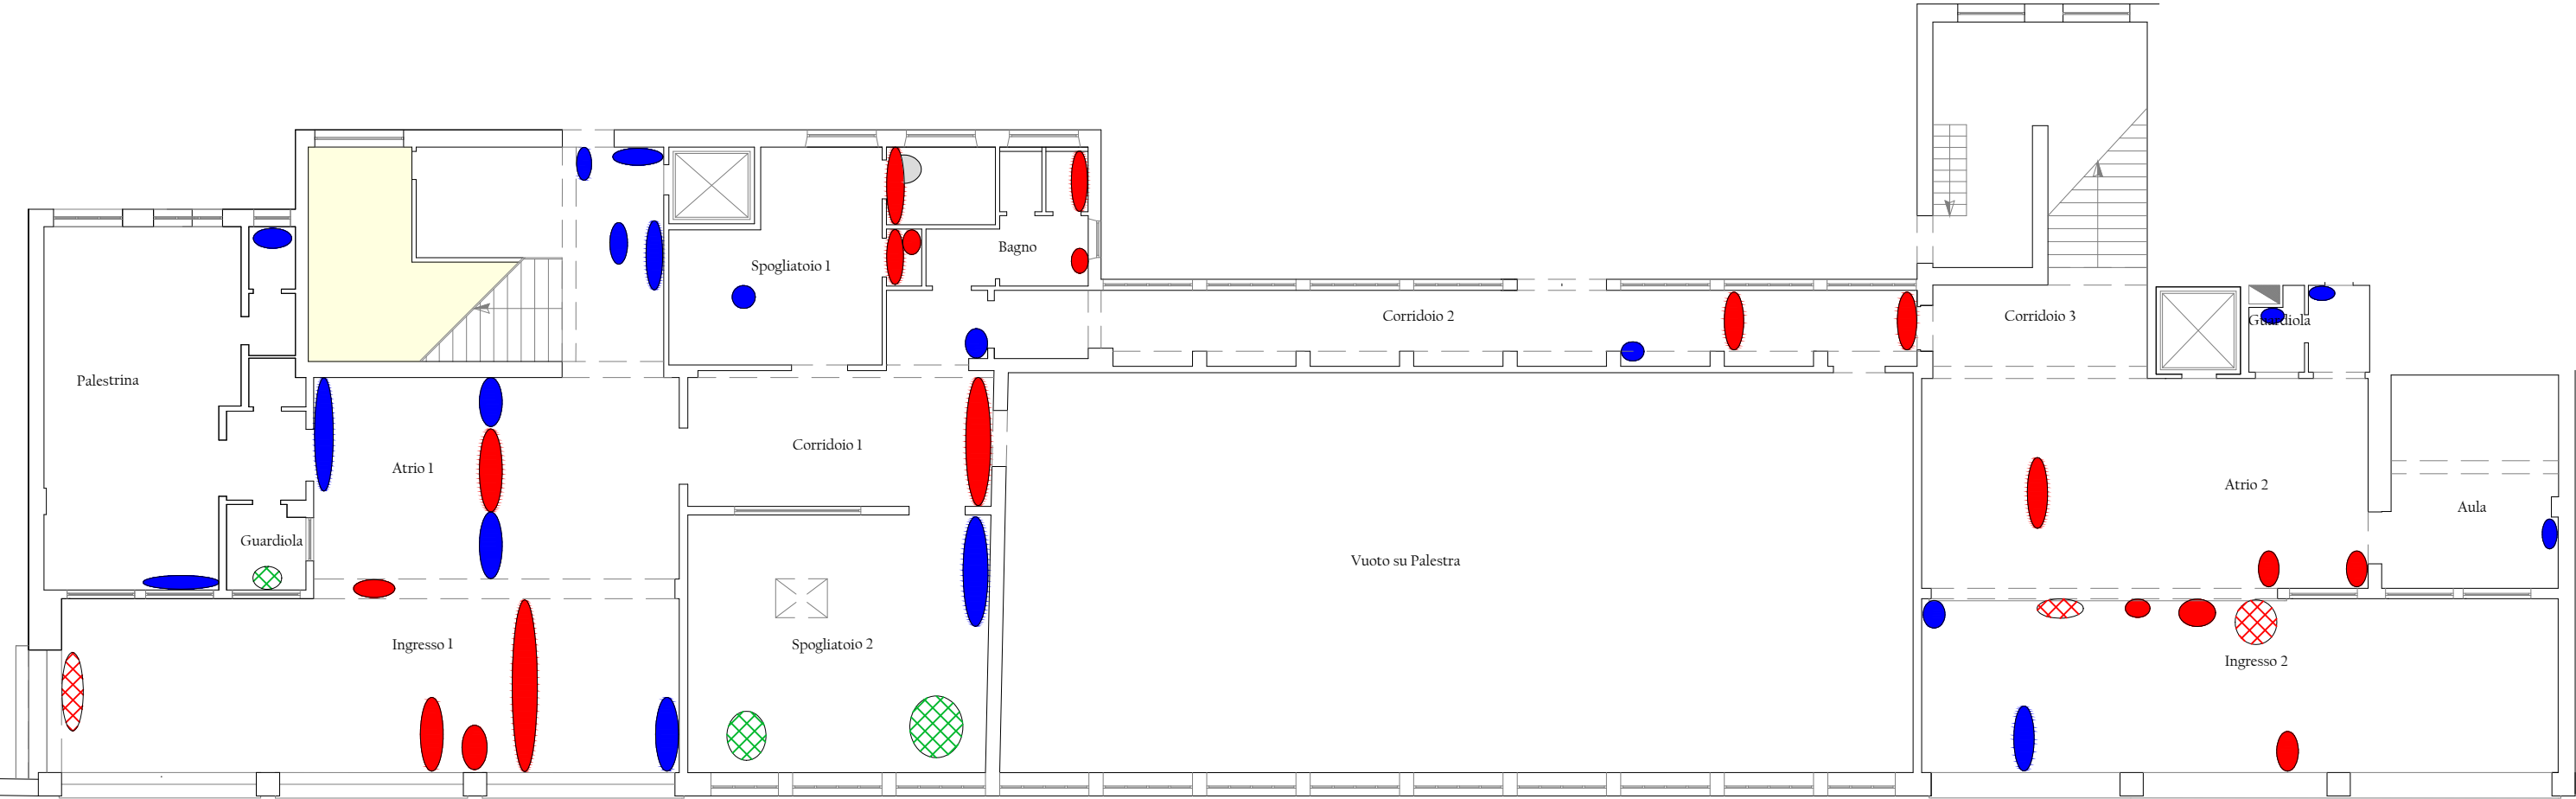 Bagno
Spogliatoio 1
Corridoio 2
Corridoio 3
Guardiola
Palestrina
Corridoio 1
Atrio 1
Atrio 2
Aula
Guardiola
Vuoto su Palestra
Ingresso 1
Spogliatoio 2
Ingresso 2